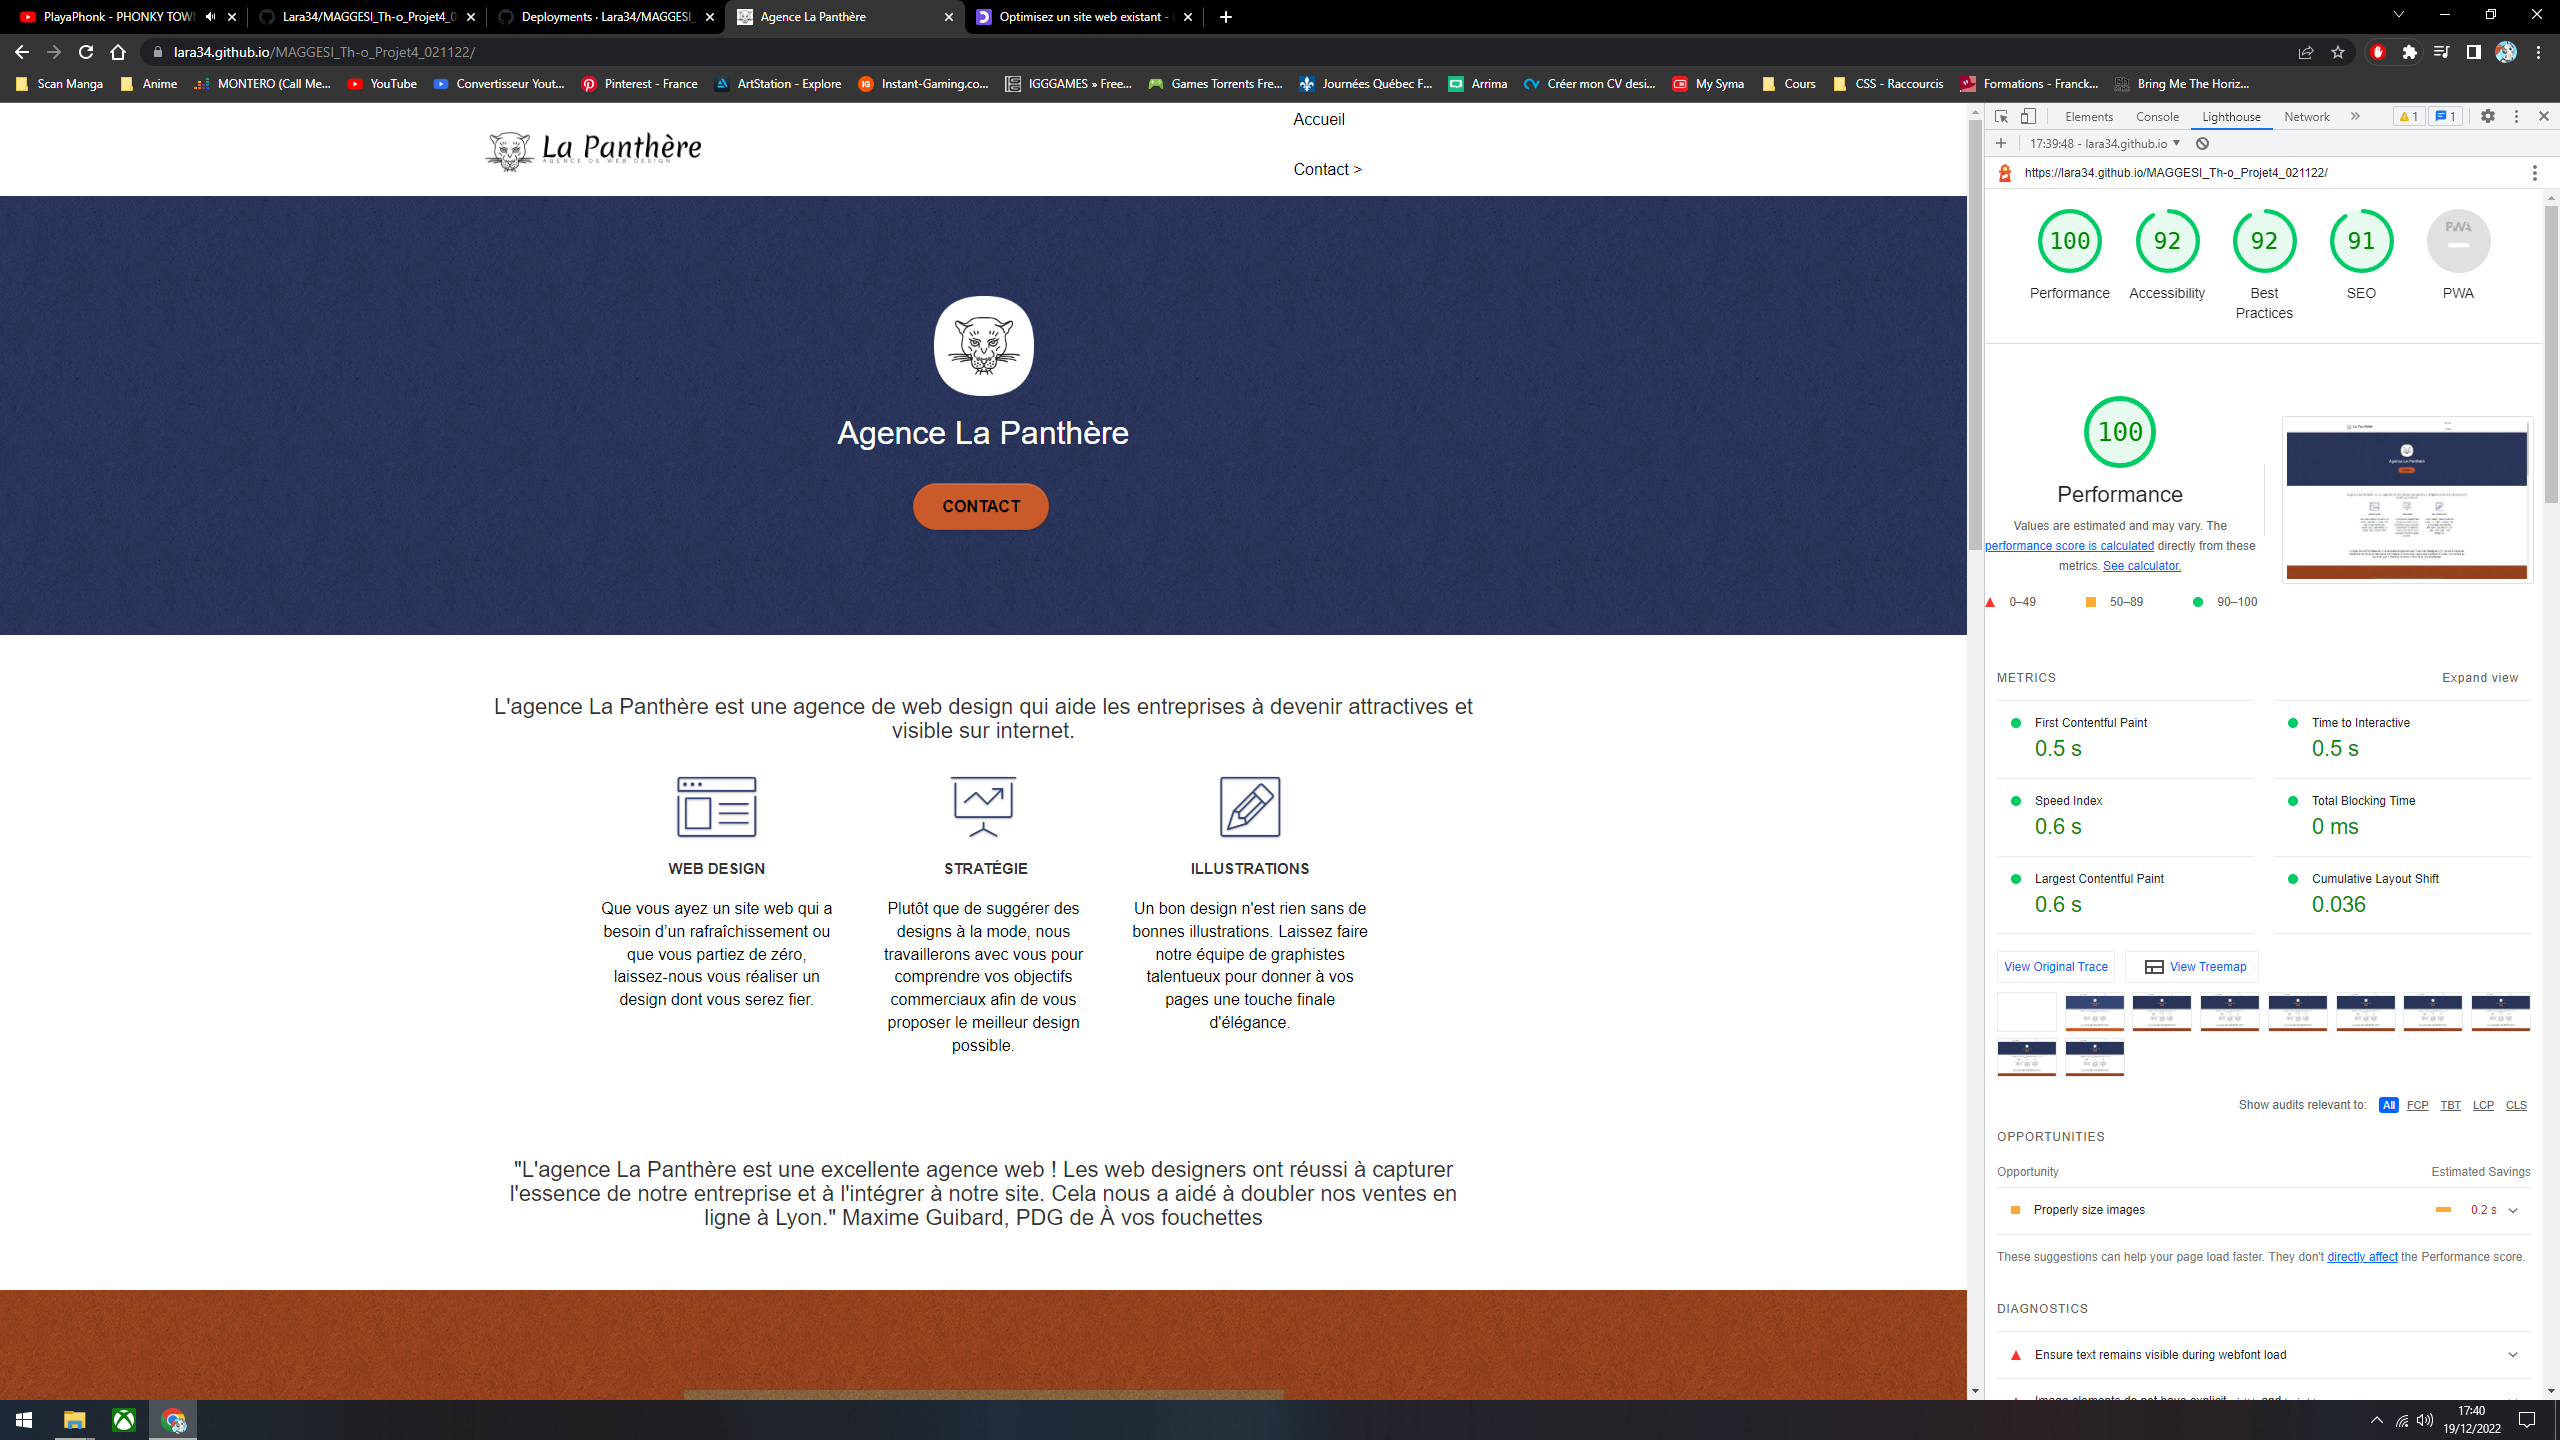 PlayaPhonk - PHONKY TOWN
Lara34/MAGGESI_Th-o_Projet4_0
Deployments · Lara34/MAGGESI_
Agence La Panthère
Optimisez un site web existant -
lara34.github.io/MAGGESI_Th-o_Projet4_021122/
Scan Manga
Anime
MONTERO (Call Me...
YouTube
Convertisseur Yout...
Pinterest - France
ArtStation - Explore
Instant-Gaming.co...
IGGGAMES » Free...
Games Torrents Fre...
Journées Québec F...
Arrima
Créer mon CV desi...
My Syma
Cours
CSS - Raccourcis
Formations - Franck...
Bring Me The Horiz...
La Panthère
AGENCE DE WEB DESIGN
Accueil
Contact >
Agence La Panthère
CONTACT
L'agence La Panthère est une agence de web design qui aide les entreprises à devenir attractives et
visible sur internet.
WEB DESIGN
Que vous ayez un site web qui a
besoin d'un rafraîchissement ou
que vous partiez de zéro,
laissez-nous vous réaliser un
design dont vous serez fier.
STRATÉGIE
Plutôt que de suggérer des
designs à la mode, nous
travaillerons avec vous pour
comprendre vos objectifs
commerciaux afin de vous
proposer le meilleur design
possible.
ILLUSTRATIONS
Un bon design n'est rien sans de
bonnes illustrations. Laissez faire
notre équipe de graphistes
talentueux pour donner à vos
pages une touche finale
d'élégance.
"L'agence La Panthère est une excellente agence web ! Les web designers ont réussi à capturer
l'essence de notre entreprise et à l'intégrer à notre site. Cela nous a aidé à doubler nos ventes en
ligne à Lyon." Maxime Guibard, PDG de À vos fouchettes
Elements
Console
Lighthouse
Network
1
1
17:39:48 - lara34.github.io
https://lara34.github.io/MAGGESI_Th-o_Projet4_021122/
100
92
92
91
PWA
Performance
Accessibility
Best
Practices
SEO
PWA
100
Performance
Values are estimated and may vary. The
performance score is calculated directly from these
metrics. See calculator.
0–49
50–89
90–100
METRICS
Expand view
First Contentful Paint
0.5 s
Time to Interactive
0.5 s
Speed Index
0.6 s
Total Blocking Time
0 ms
Largest Contentful Paint
0.6 s
Cumulative Layout Shift
0.036
View Original Trace
View Treemap
Show audits relevant to: All FCP TBT LCP CLS
OPPORTUNITIES
Opportunity
Estimated Savings
Properly size images
0.2 s
These suggestions can help your page load faster. They don't directly affect the Performance score.
DIAGNOSTICS
Ensure text remains visible during webfont load
Image elements do not have explicit width and height
17:40
19/12/2022